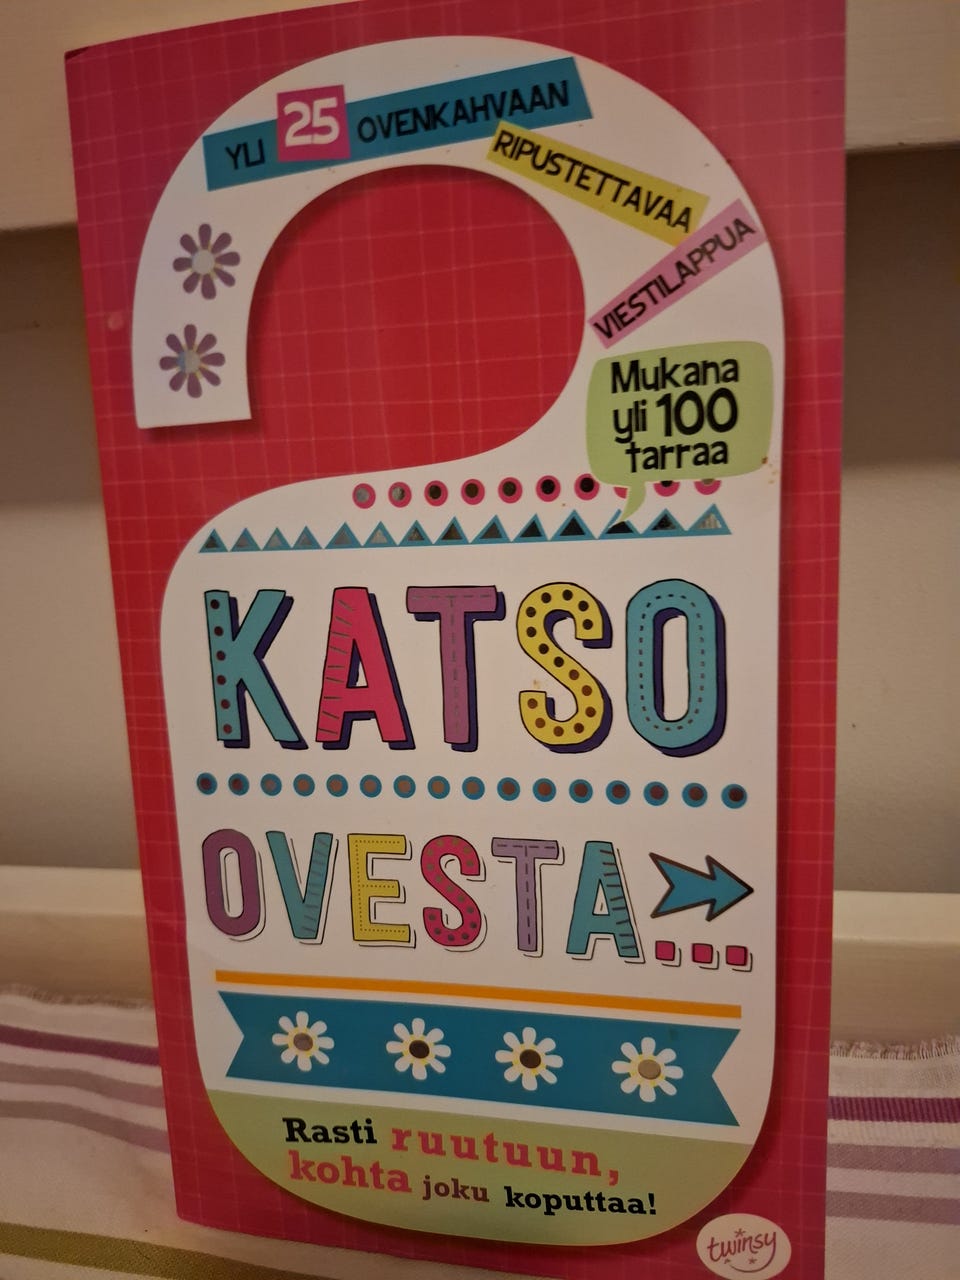 YLI 25 OVENKAHVAAN
RIPUSTETTAVAA
VIESTILAPPUA
Mukana
yli 100
tarraa
KATSO
OVESTA...
Rasti ruutuun,
kohta joku koputtaa!
twinsy